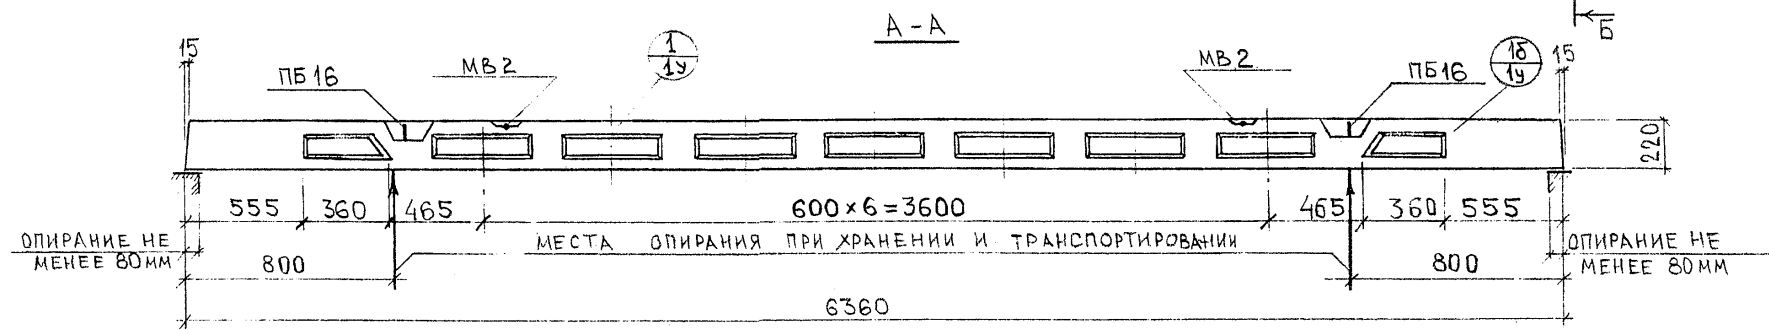 А-А
Б
15
ПБ16
МВ2
1
1у
МВ2
ПБ16
1б
1у
15
220
555
360
465
600×6=3600
465
360
555
ОПИРАНИЕ НЕ
МЕНЕЕ 80ММ
МЕСТА ОПИРАНИЯ ПРИ ХРАНЕНИИ И ТРАНСПОРТИРОВАНИИ
ОПИРАНИЕ НЕ
МЕНЕЕ 80ММ
800
800
6360